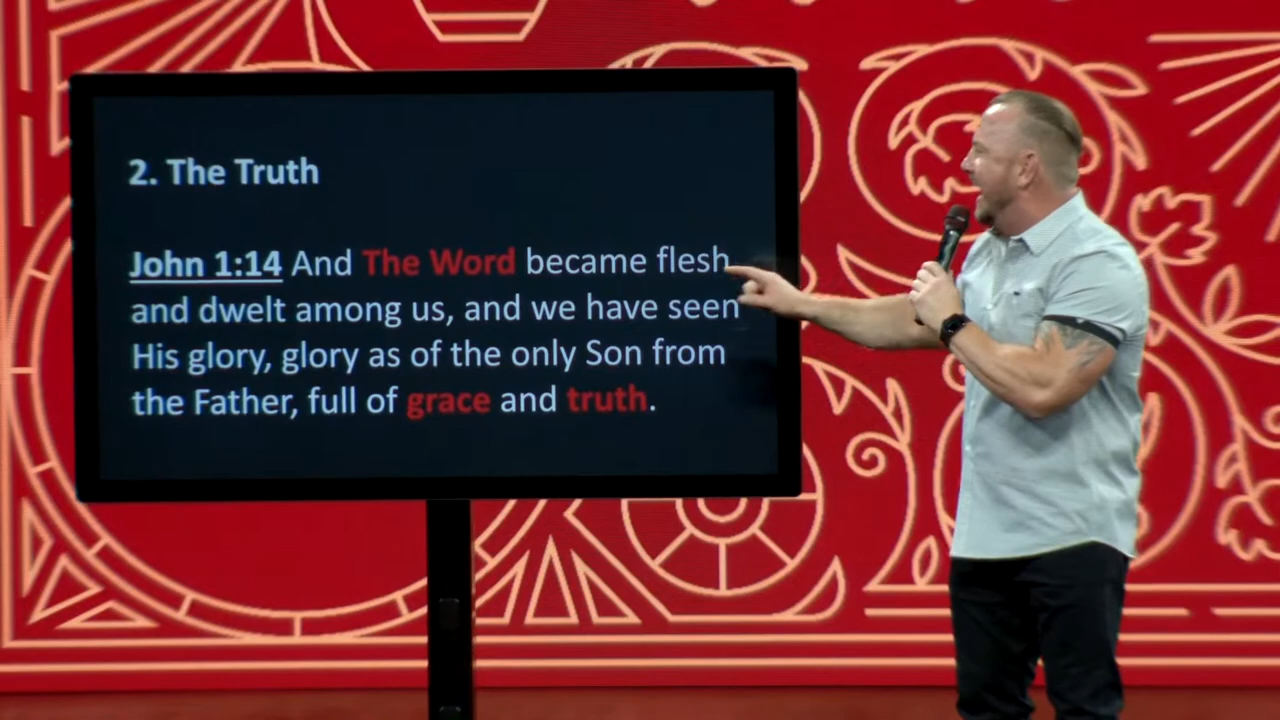 2. The Truth
John 1:14 And The Word became flesh
and dwelt among us, and we have seen
His glory, glory as of the only Son from
the Father, full of grace and truth.